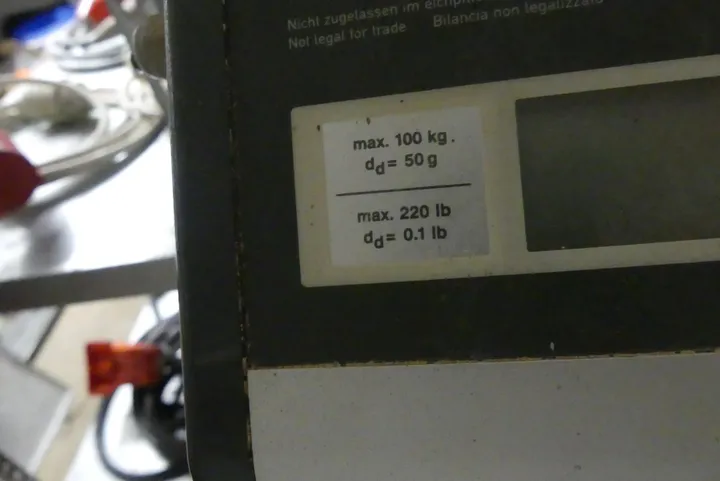 Nicht zugelassen im
Not legal for trade Bilancia non legalizzata
max. 100 kg.
dd= 50 g
max. 220 lb
dd= 0.1 lb